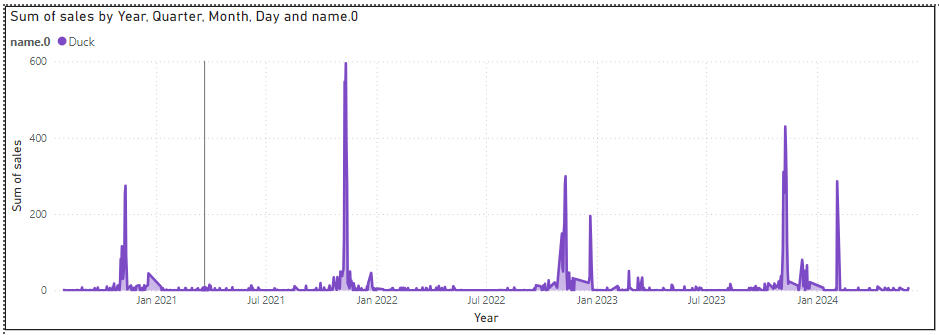 Sum of sales by Year, Quarter, Month, Day and name.0
name.0 Duck
600
400
200
0
Sum of sales
Jan 2021 Jul 2021 Jan 2022 Jul 2022 Jan 2023 Jul 2023 Jan 2024
Year